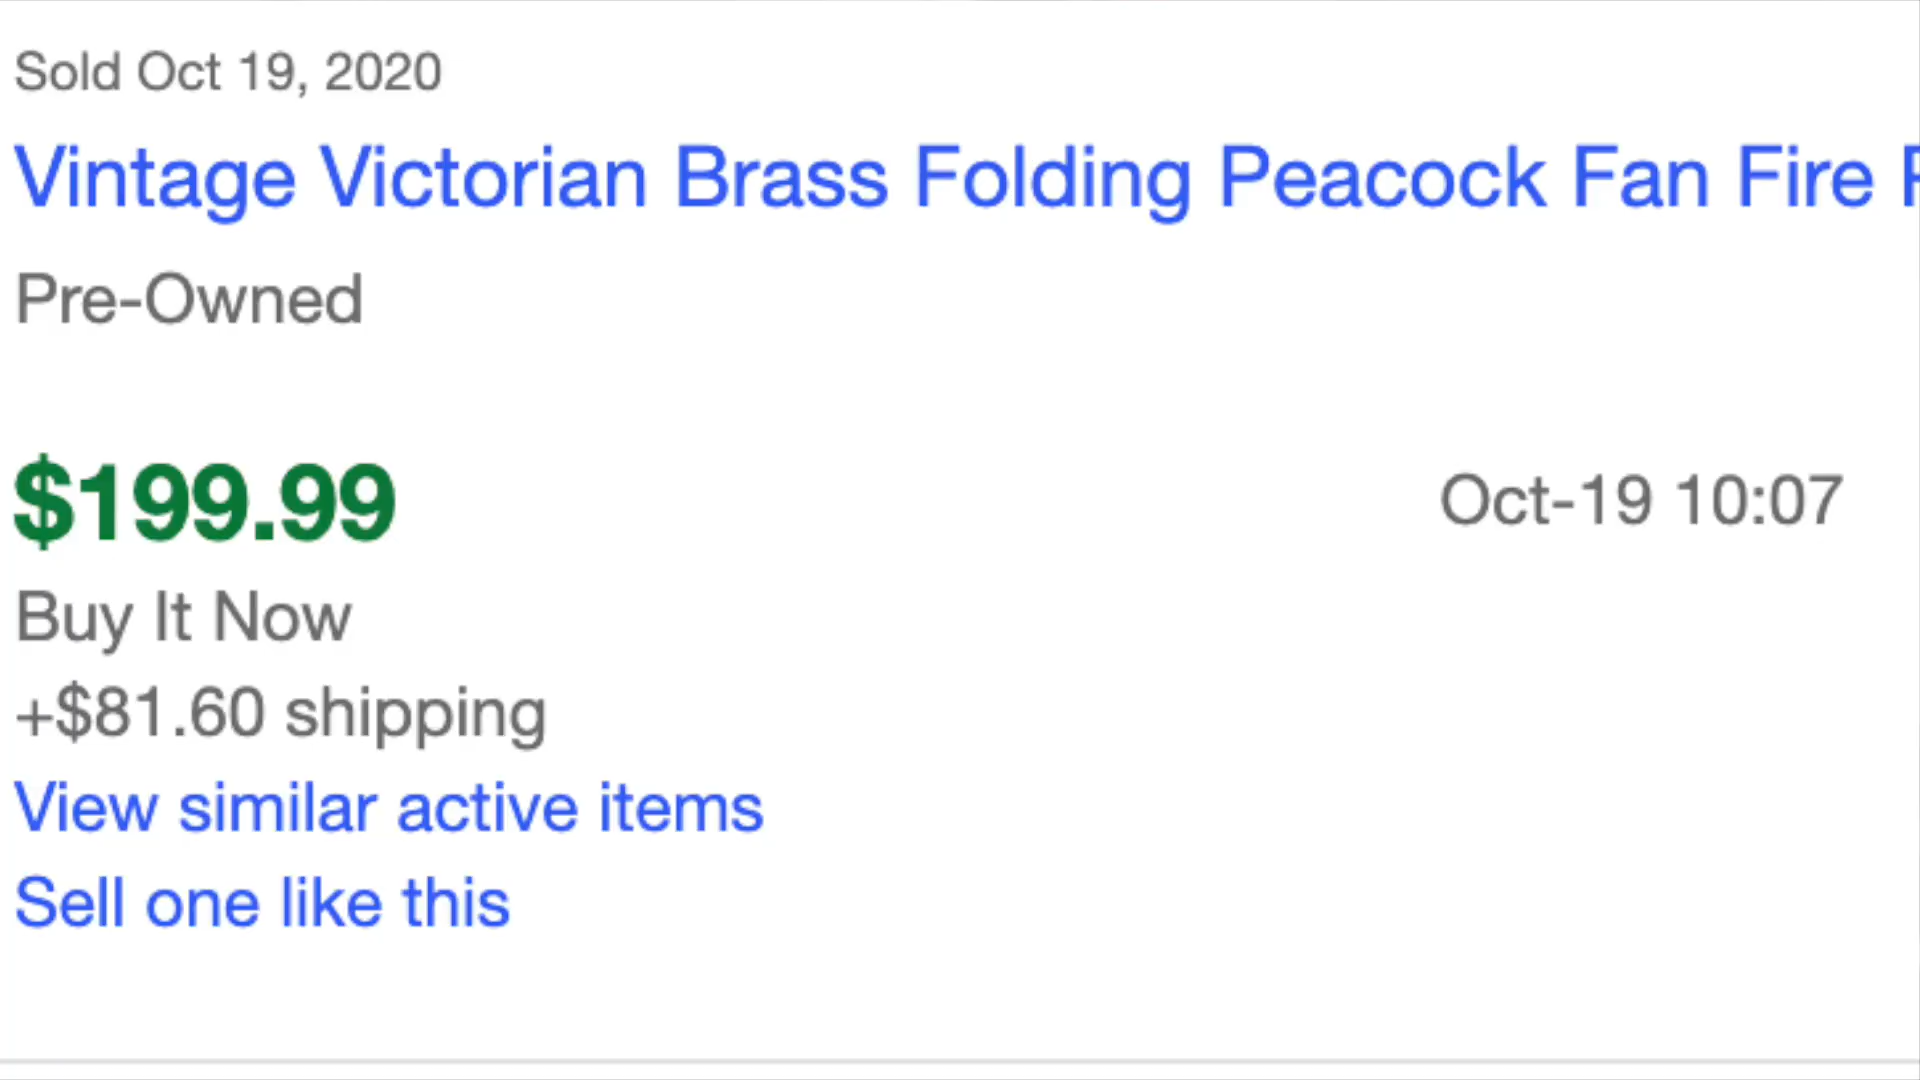 Sold Oct 19, 2020
Vintage Victorian Brass Folding Peacock Fan Fire
Pre-Owned
$199.99
Oct-19 10:07
Buy It Now
+$81.60 shipping
View similar active items
Sell one like this